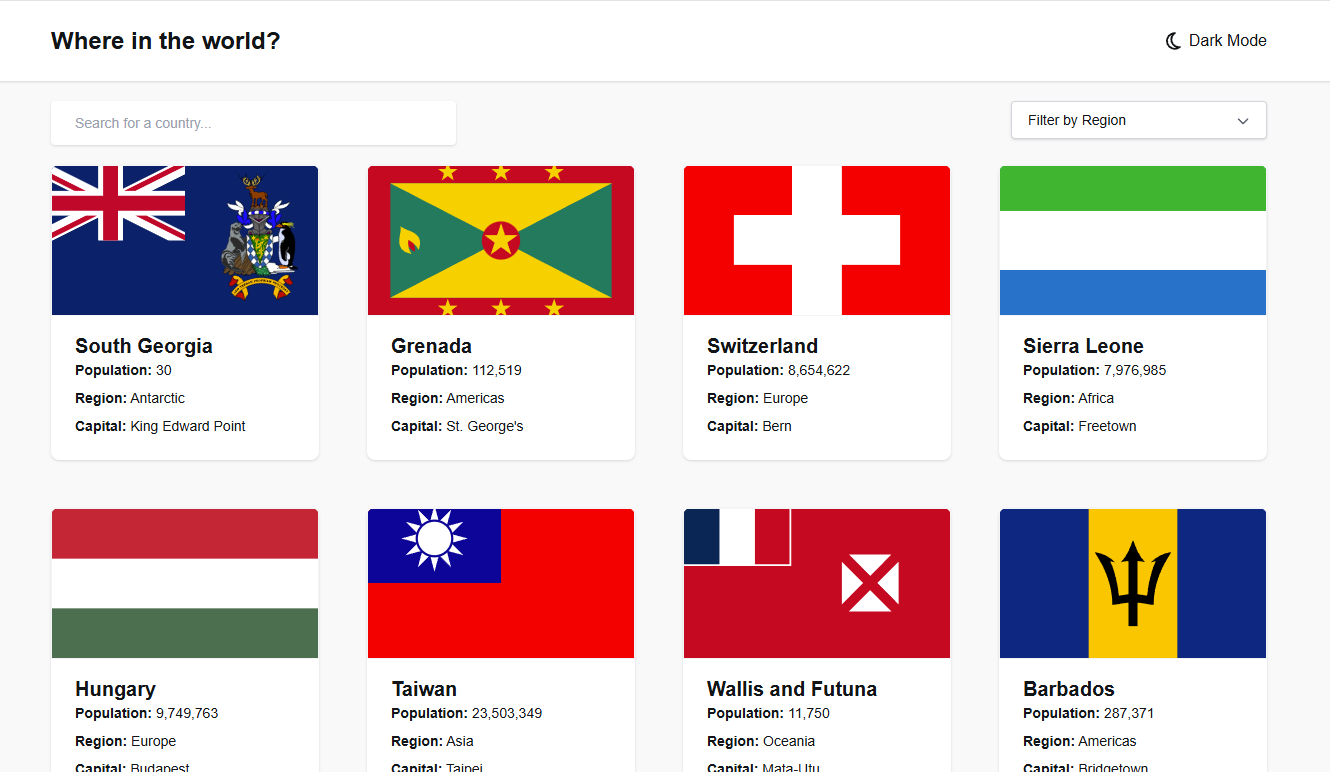 Where in the world?
Dark Mode
Search for a country...
Filter by Region
South Georgia
Population: 30
Region: Antarctic
Capital: King Edward Point
Grenada
Population: 112,519
Region: Americas
Capital: St. George's
Switzerland
Population: 8,654,622
Region: Europe
Capital: Bern
Sierra Leone
Population: 7,976,985
Region: Africa
Capital: Freetown
Hungary
Population: 9,749,763
Region: Europe
Capital: Budapest
Taiwan
Population: 23,503,349
Region: Asia
Capital: Taipei
Wallis and Futuna
Population: 11,750
Region: Oceania
Capital: Mata-Utu
Barbados
Population: 287,371
Region: Americas
Capital: Bridgetown